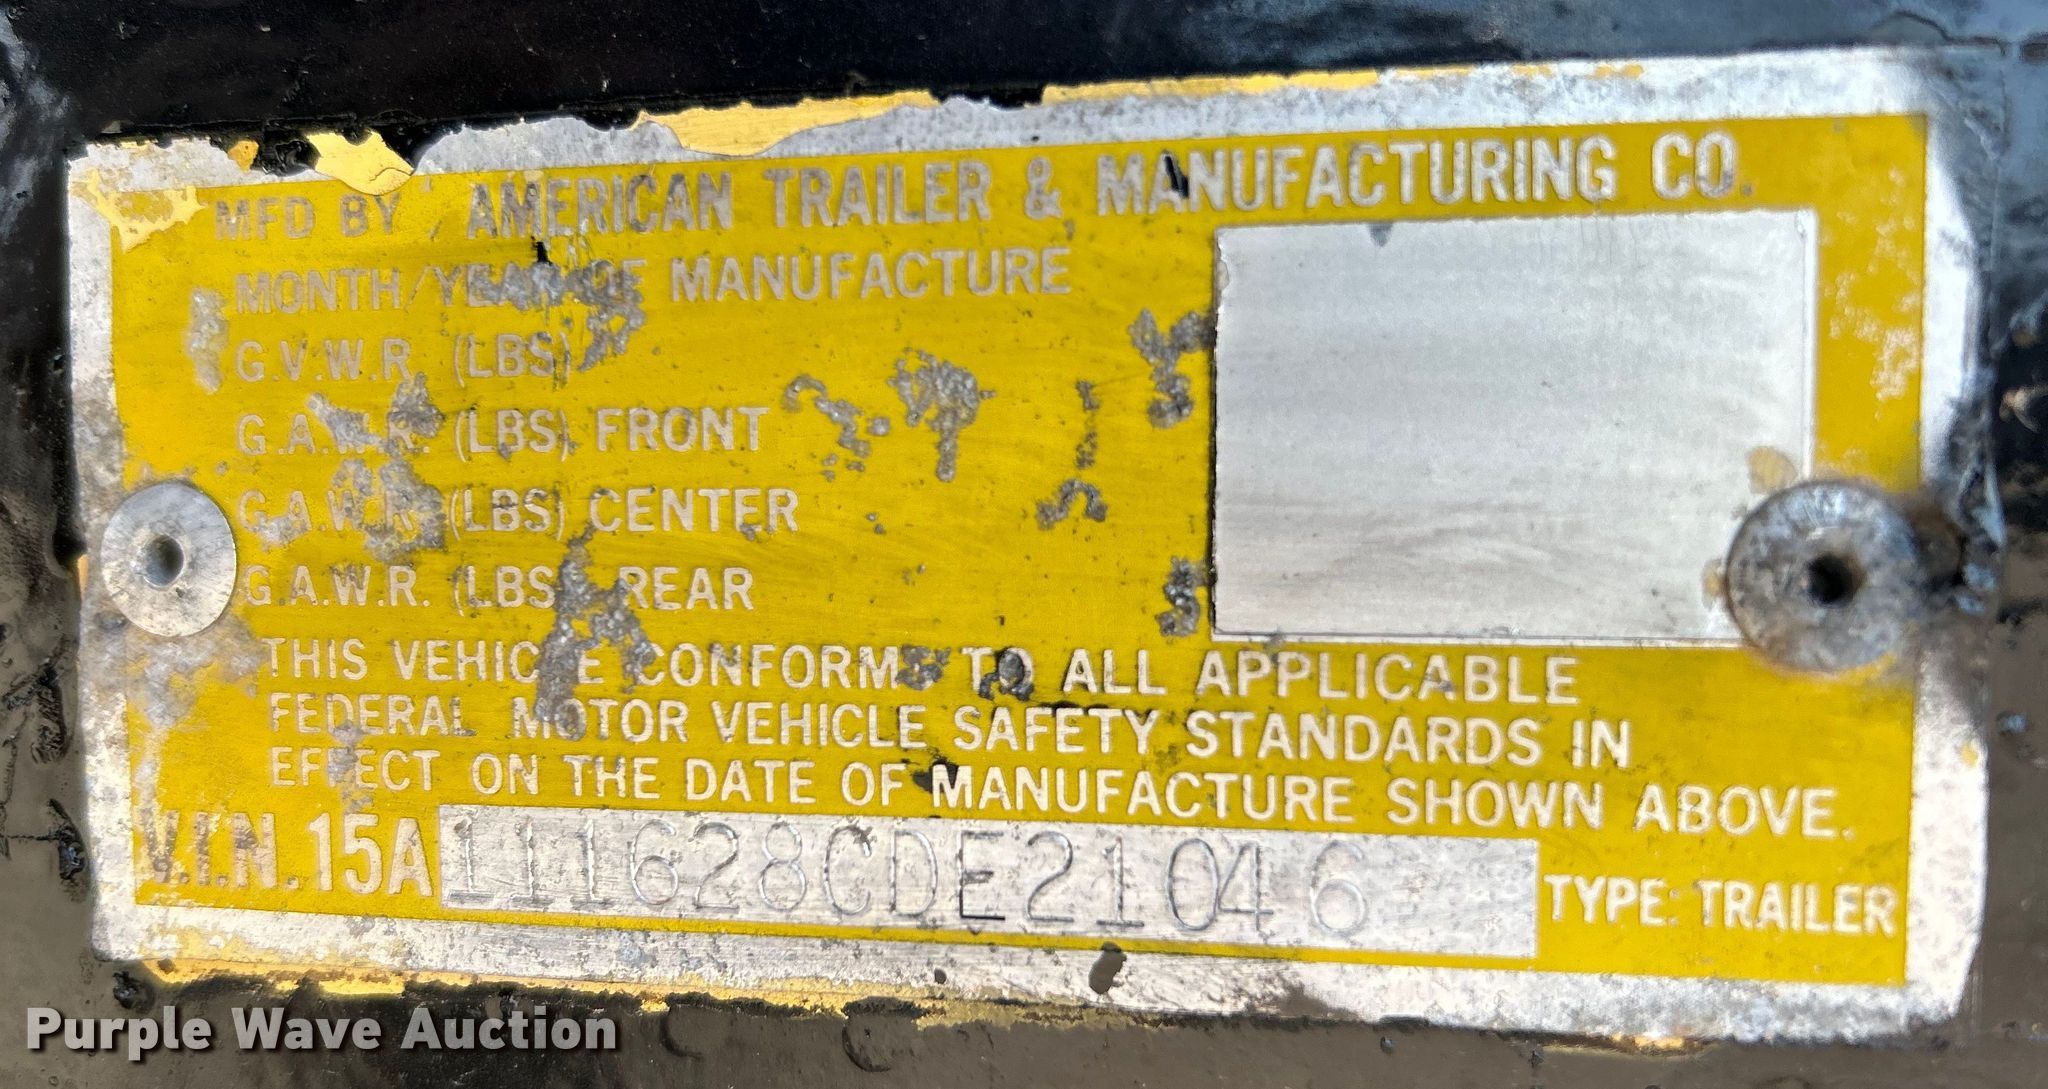 MFD BY AMERICAN TRAILER & MANUFACTURING CO.
MONTH/YEAR OF MANUFACTURE
G.V.W.R. (LBS)
G.A.W.R. (LBS) FRONT
G.A.W.R. (LBS) CENTER
G.A.W.R. (LBS) REAR
THIS VEHICLE CONFORMS TO ALL APPLICABLE
FEDERAL MOTOR VEHICLE SAFETY STANDARDS IN
EFFECT ON THE DATE OF MANUFACTURE SHOWN ABOVE.
V.I.N. 15A111628CDE21046 TYPE: TRAILER
Purple Wave Auction